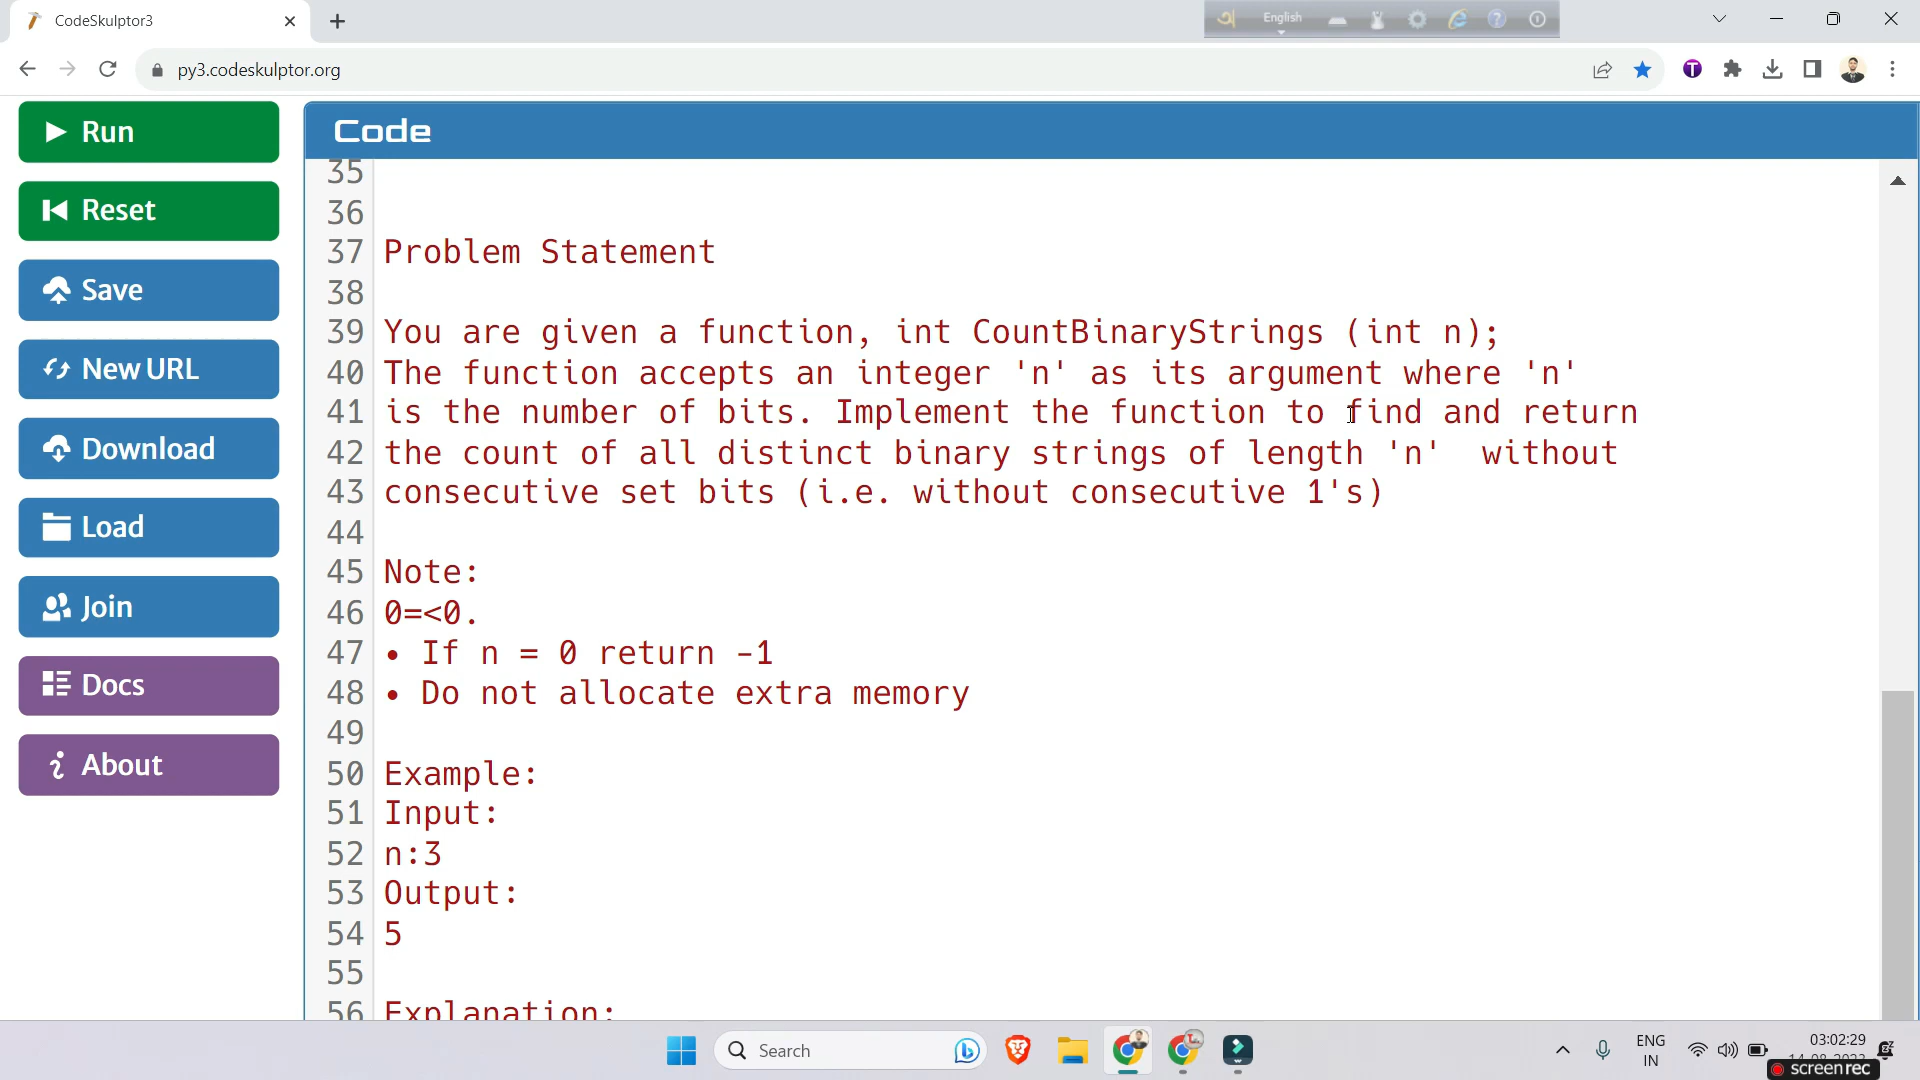 CodeSkulptor3
English
py3.codeskulptor.org
Run
Reset
Save
New URL
Download
Load
Join
Docs
About
Code
35
36
37 Problem Statement
38
39 You are given a function, int CountBinaryStrings (int n);
40 The function accepts an integer 'n' as its argument where 'n'
41 is the number of bits. Implement the function to find and return
42 the count of all distinct binary strings of length 'n'  without
43 consecutive set bits (i.e. without consecutive 1's)
44
45 Note:
46 0=<0.
47 • If n = 0 return -1
48 • Do not allocate extra memory
49
50 Example:
51 Input:
52 n:3
53 Output:
54 5
55
56 Explanation:
Search
ENG
IN
03:02:29
14-08-2023
screenrec